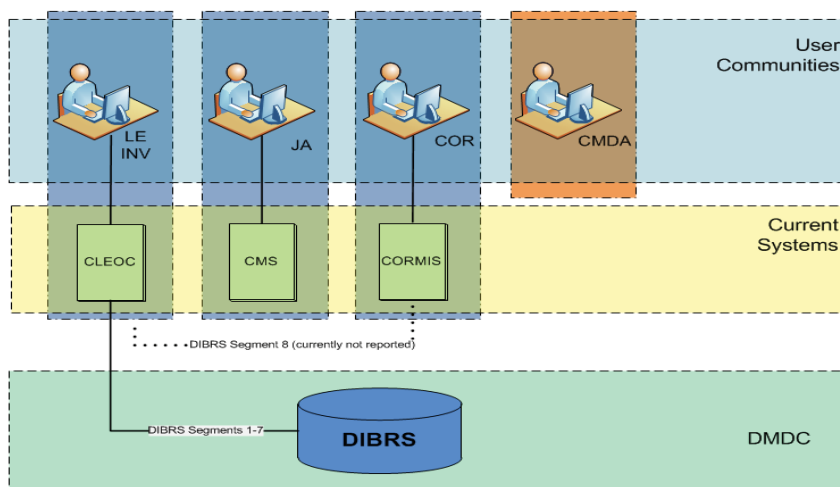 User
Communities
LE
INV
JA
COR
CMDA
Current
Systems
CLEOC
CMS
CORMIS
DIBRS Segment 8 (currently not reported)
DIBRS Segments 1-7
DIBRS
DMDC